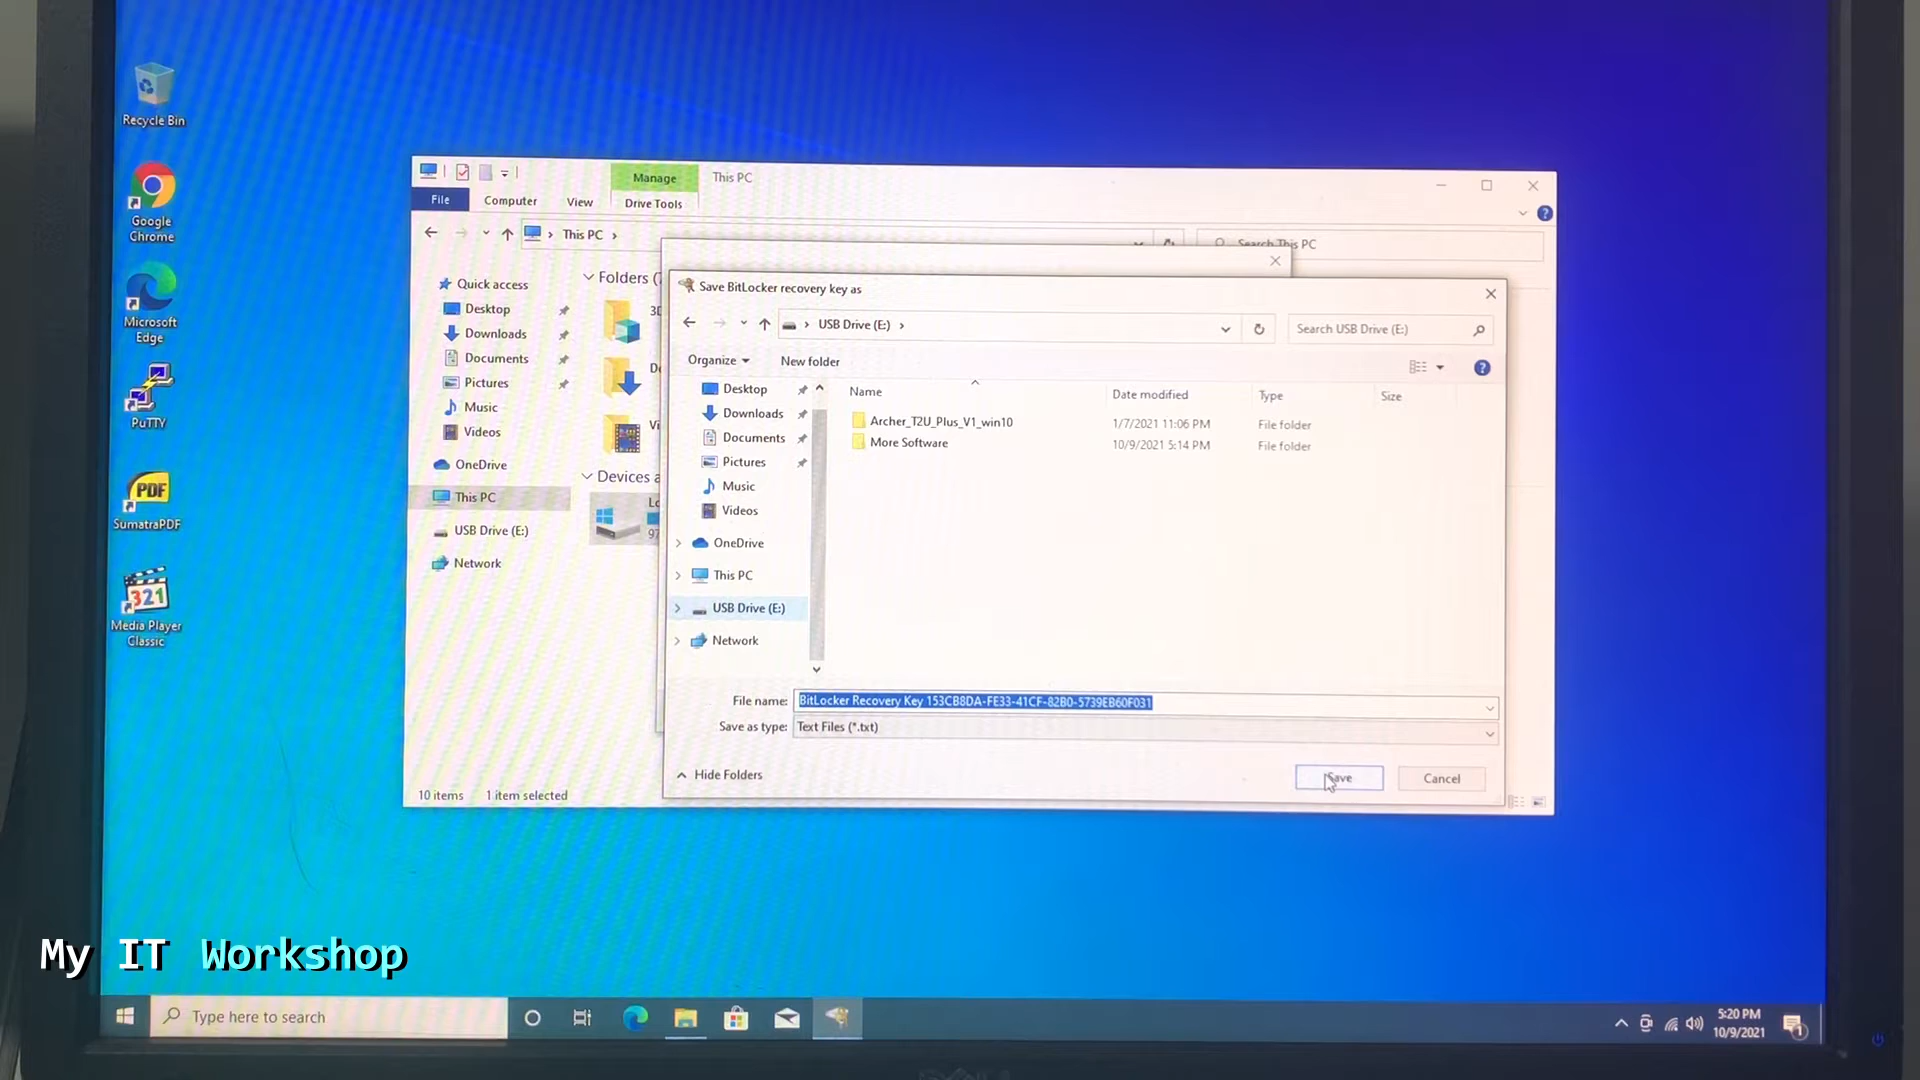 Recycle Bin
Google
Chrome
Microsoft
Edge
PuTTY
PDF
SumatraPDF
321
Media Player
Classic
Manage
This PC
File
Computer
View
Drive Tools
This PC
Search This PC
Quick access
Desktop
Downloads
Documents
Pictures
Music
Videos
OneDrive
This PC
USB Drive (E:)
Network
Folders (7
3D
Devices a
10 items
1 item selected
Save BitLocker recovery key as
USB Drive (E:)
Search USB Drive (E:)
Organize
New folder
Desktop
Downloads
Documents
Pictures
Music
Videos
OneDrive
This PC
USB Drive (E:)
Network
Name
Date modified
Type
Size
Archer_T2U_Plus_V1_win10
1/7/2021 11:06 PM
File folder
More Software
10/9/2021 5:14 PM
File folder
File name:
BitLocker Recovery Key 153CB8DA-FE33-41CF-82B0-5739EB60F031
Save as type:
Text Files (*.txt)
Hide Folders
Save
Cancel
My IT Workshop
Type here to search
5:20 PM
10/9/2021
1